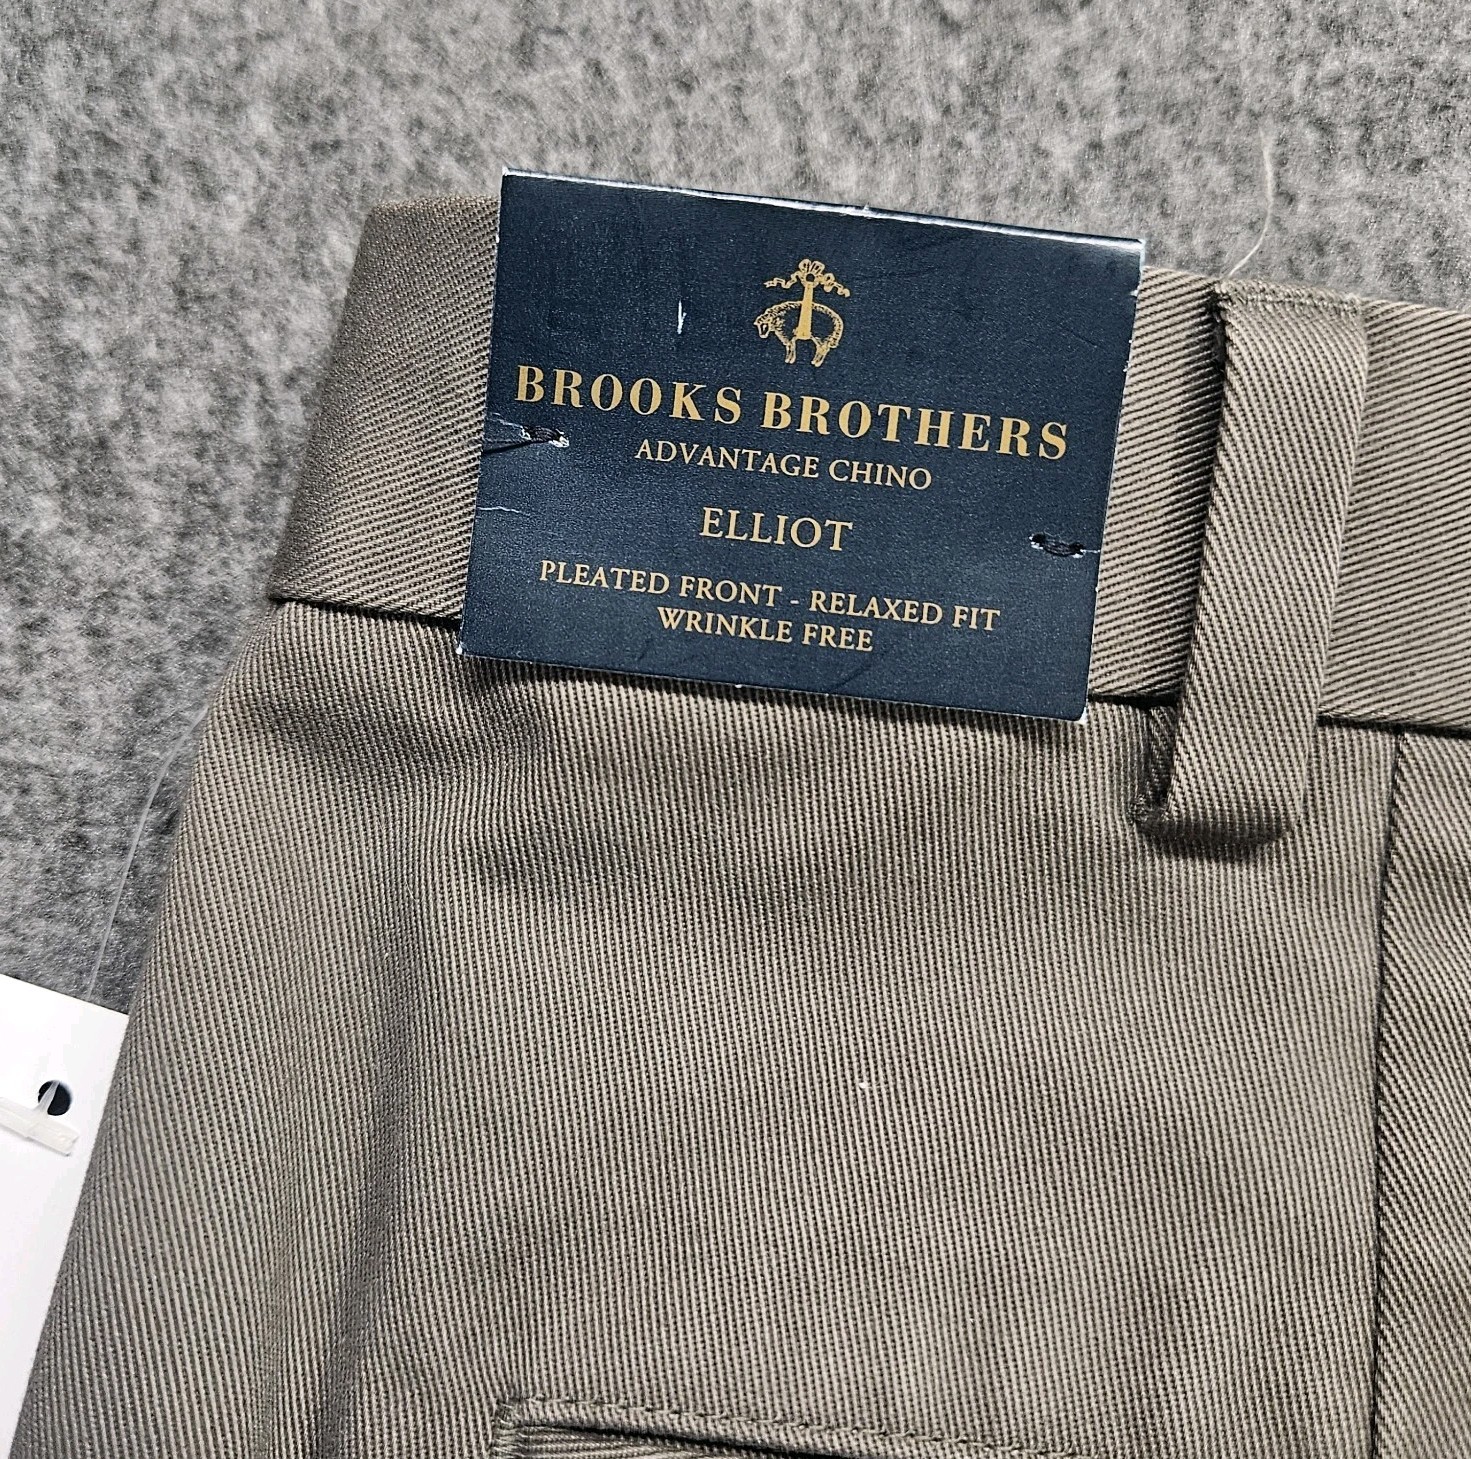 BROOKS BROTHERS
ADVANTAGE CHINO
ELLIOT
PLEATED FRONT - RELAXED FIT
WRINKLE FREE